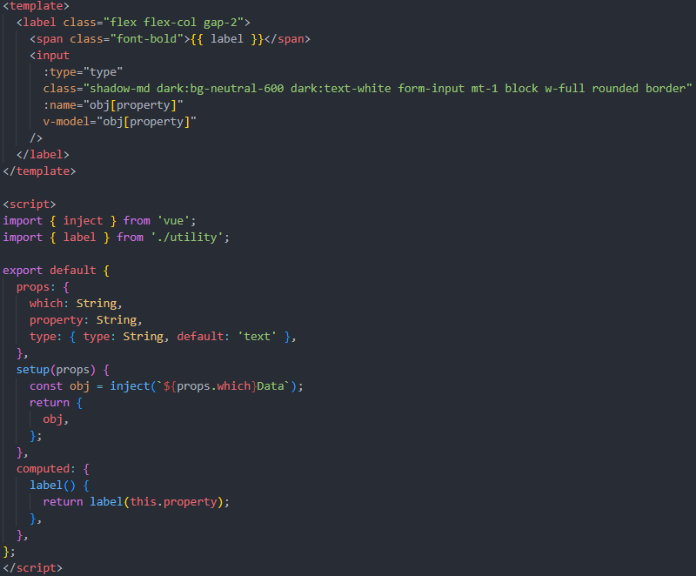 <template>
  <label class="flex flex-col gap-2">
    <span class="font-bold">{{ label }}</span>
    <input
      :type="type"
      class="shadow-md dark:bg-neutral-600 dark:text-white form-input mt-1 block w-full rounded border"
      :name="obj[property]"
      v-model="obj[property]"
    />
  </label>
</template>

<script>
import { inject } from 'vue';
import { label } from './utility';

export default {
  props: {
    which: String,
    property: String,
    type: { type: String, default: 'text' },
  },
  setup(props) {
    const obj = inject(`${props.which}Data`);
    return {
      obj,
    };
  },
  computed: {
    label() {
      return label(this.property);
    },
  },
};
</script>